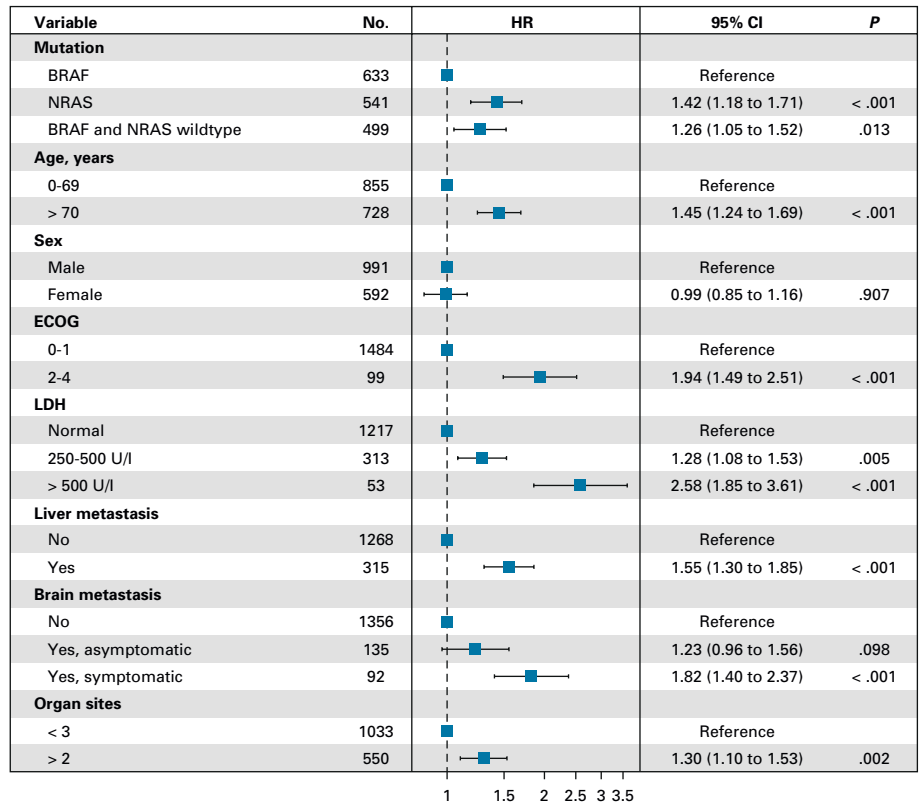 Variable No. HR 95% CI P
Mutation
BRAF 633 Reference
NRAS 541 1.42 (1.18 to 1.71) < .001
BRAF and NRAS wildtype 499 1.26 (1.05 to 1.52) .013
Age, years
0-69 855 Reference
> 70 728 1.45 (1.24 to 1.69) < .001
Sex
Male 991 Reference
Female 592 0.99 (0.85 to 1.16) .907
ECOG
0-1 1484 Reference
2-4 99 1.94 (1.49 to 2.51) < .001
LDH
Normal 1217 Reference
250-500 U/l 313 1.28 (1.08 to 1.53) .005
> 500 U/l 53 2.58 (1.85 to 3.61) < .001
Liver metastasis
No 1268 Reference
Yes 315 1.55 (1.30 to 1.85) < .001
Brain metastasis
No 1356 Reference
Yes, asymptomatic 135 1.23 (0.96 to 1.56) .098
Yes, symptomatic 92 1.82 (1.40 to 2.37) < .001
Organ sites
< 3 1033 Reference
> 2 550 1.30 (1.10 to 1.53) .002
1 1.5 2 2.5 3 3.5